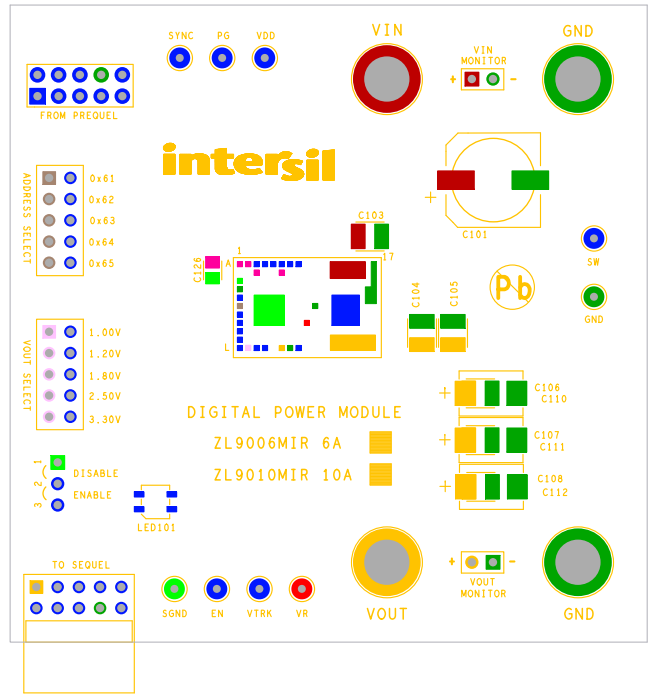 SYNC PG VDD
VIN
GND
VIN
MONITOR
+ -
FROM PREQUEL
intersil
ADDRESS SELECT
0x61
0x62
0x63
0x64
0x65
C103
C101
+
SW
GND
Pb
1
17
A
L
C126
C104
C105
VOUT SELECT
1.00V
1.20V
1.80V
2.50V
3.30V
DIGITAL POWER MODULE
ZL9006MIR 6A
ZL9010MIR 10A
+ C106
C110
+ C107
C111
+ C108
C112
1
2
3
DISABLE
ENABLE
LED101
TO SEQUEL
SGND EN VTRK VR
VOUT
+ -
VOUT
MONITOR
GND